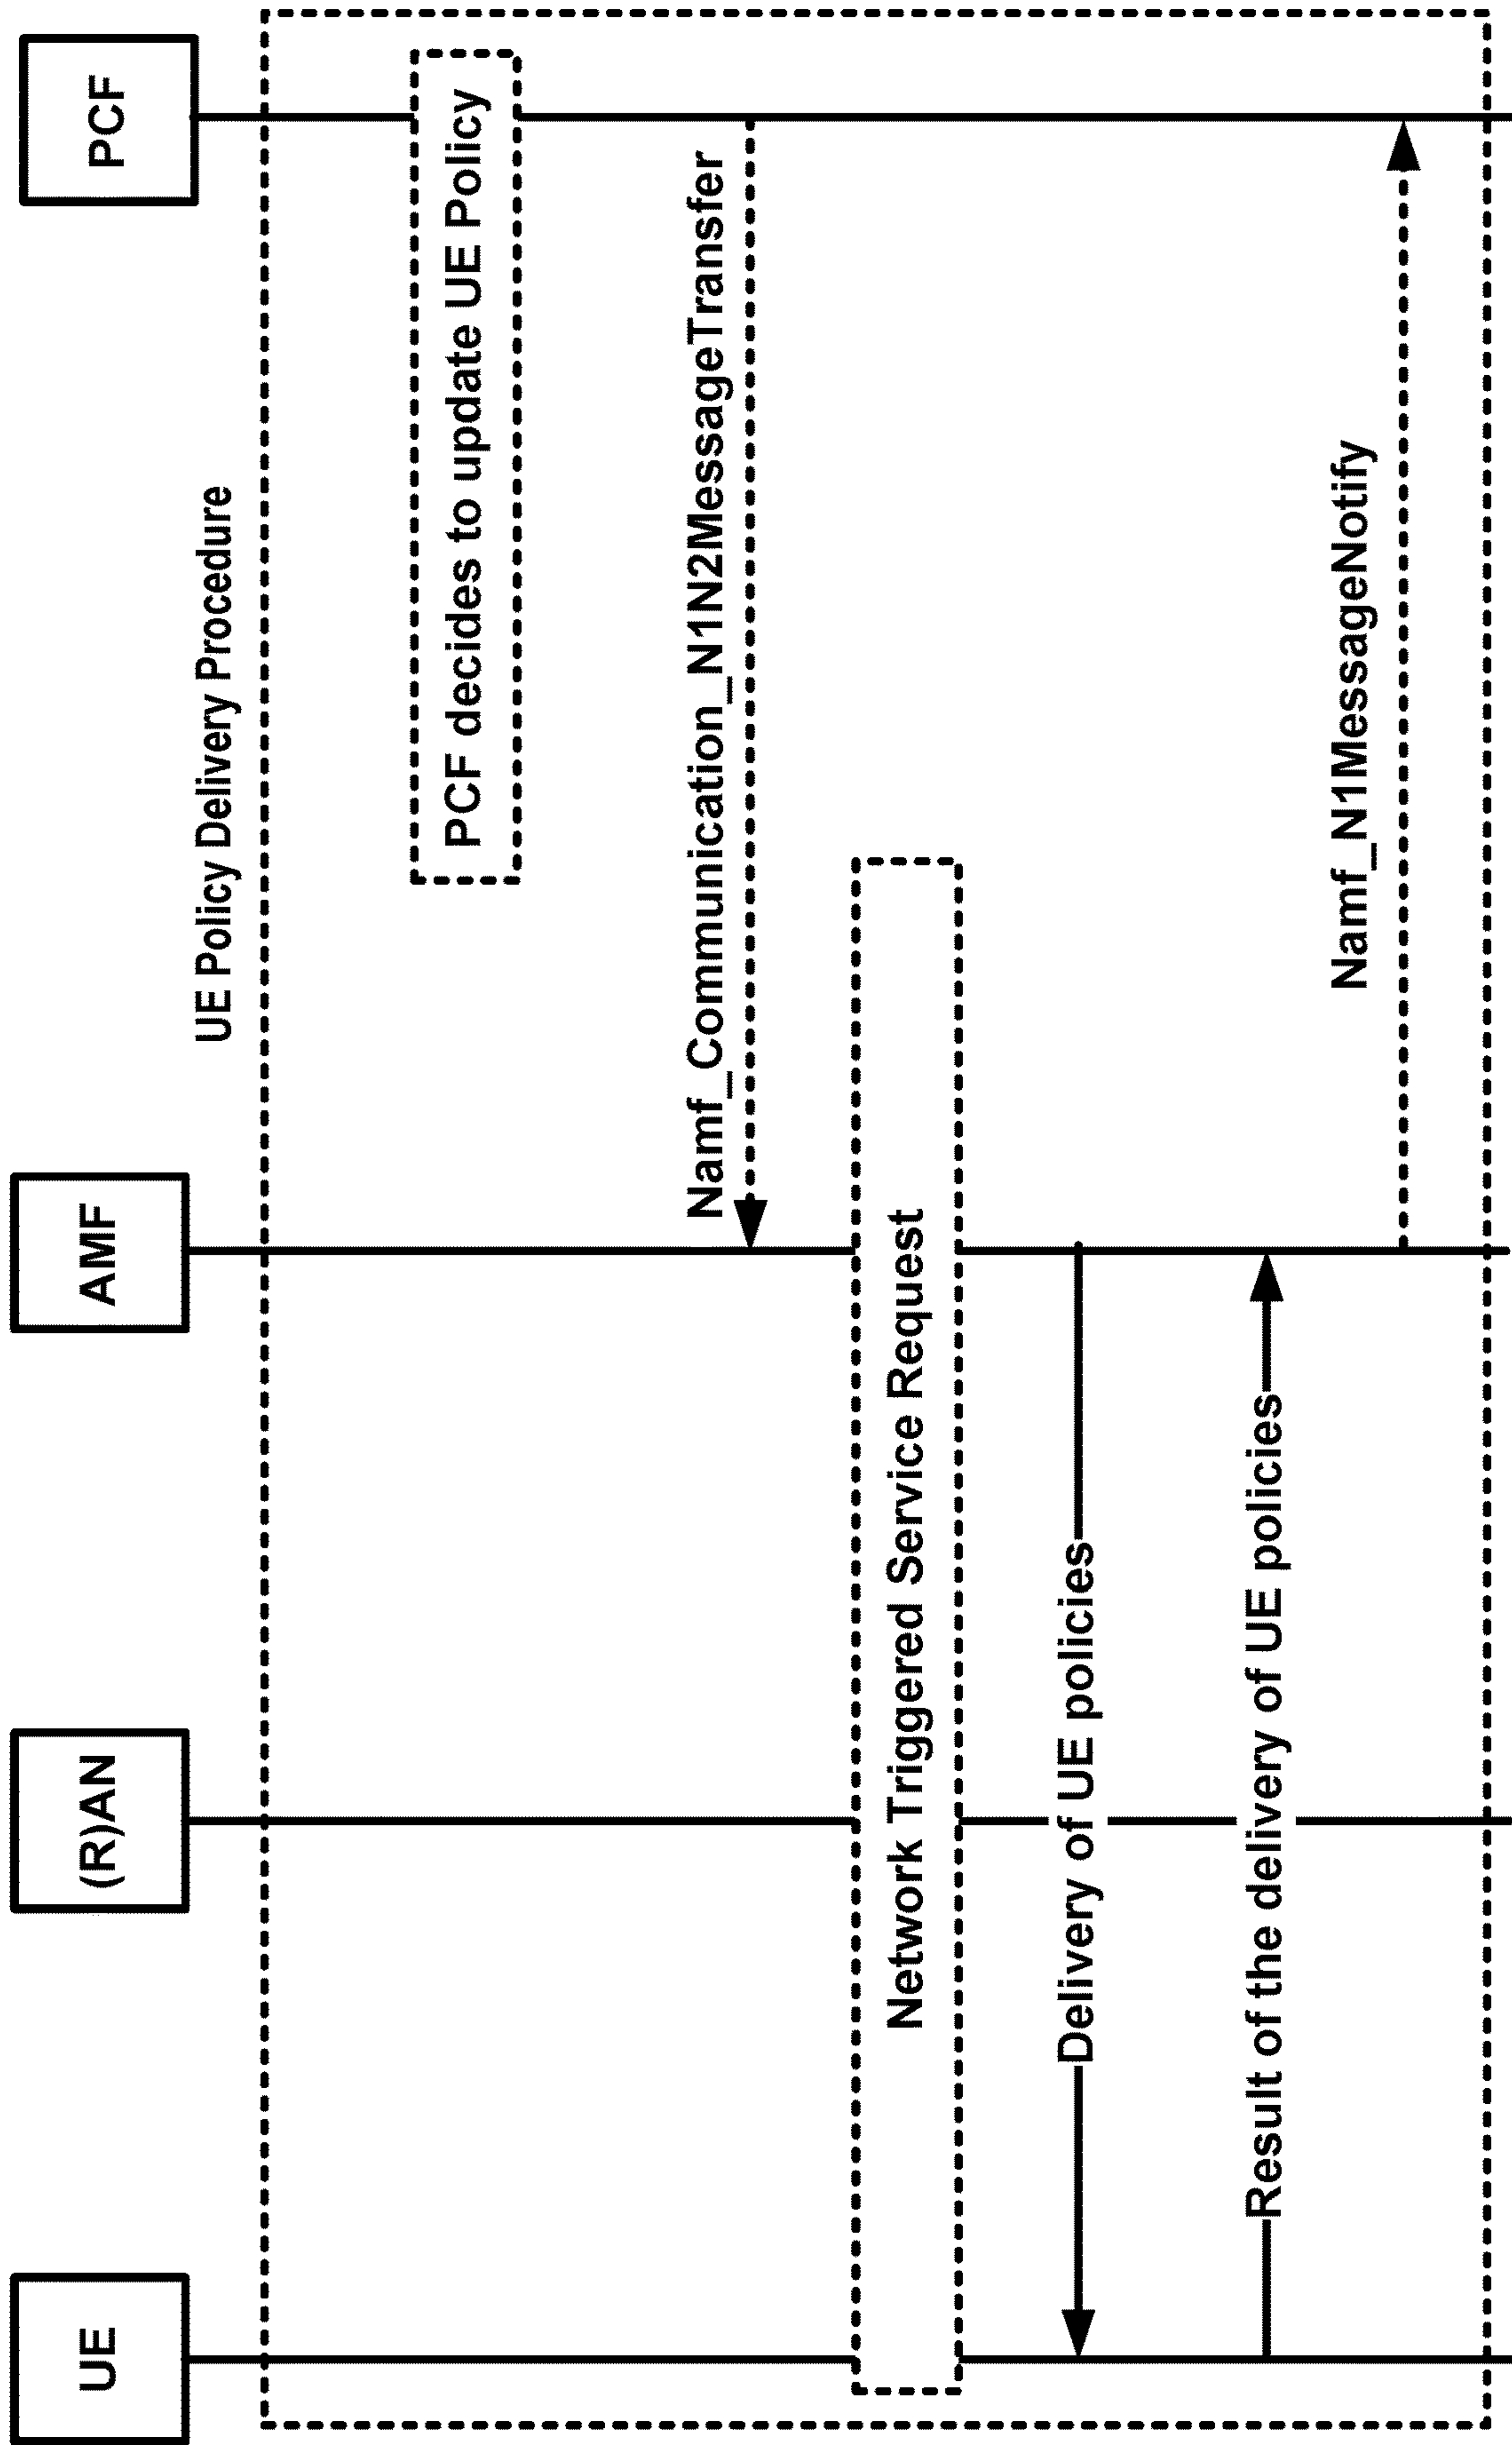 UE
(R)AN
AMF
PCF
UE Policy Delivery Procedure
PCF decides to update UE Policy
Namf_Communication_N1N2MessageTransfer
Network Triggered Service Request
Delivery of UE policies
Result of the delivery of UE policies
Namf_N1MessageNotify